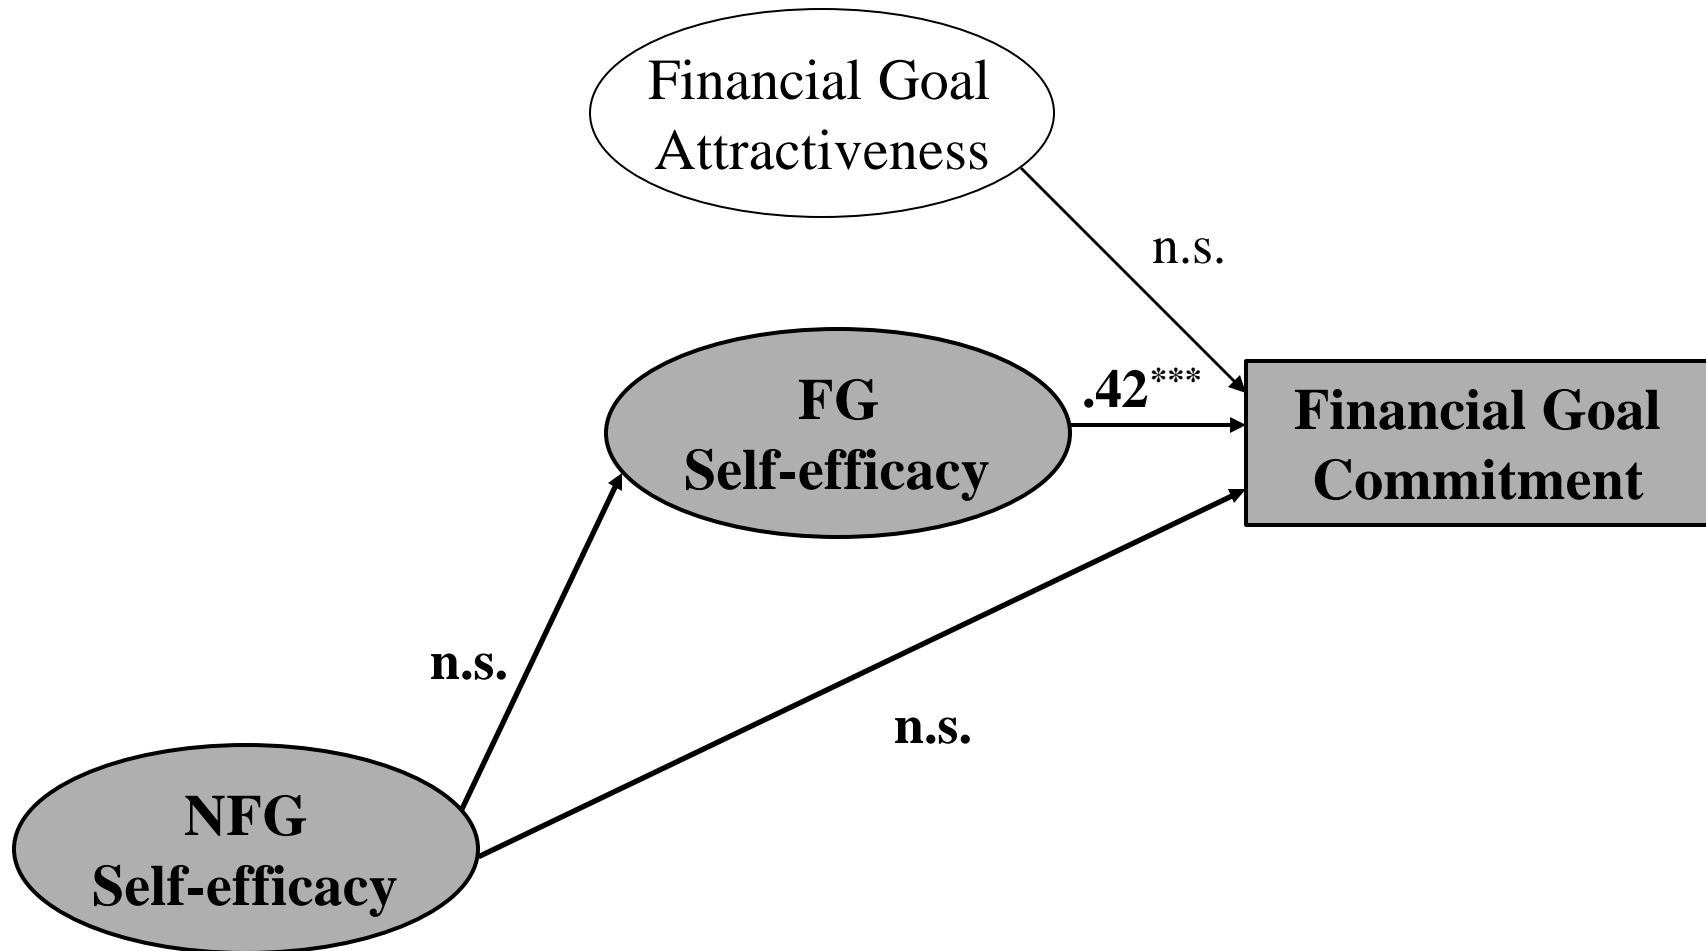 Financial Goal
Attractiveness
n.s.
FG
Self-efficacy
.42***
Financial Goal
Commitment
n.s.
n.s.
NFG
Self-efficacy